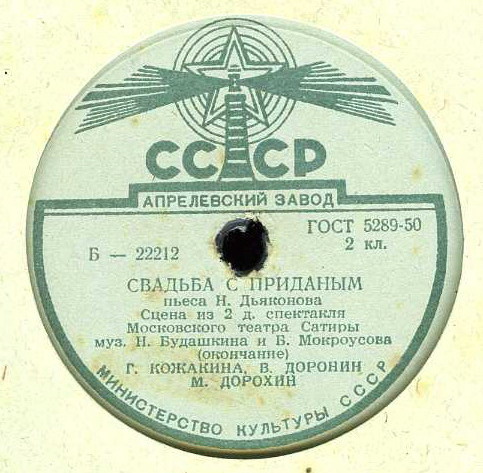 СССР
АПРЕЛЕВСКИЙ ЗАВОД
ГОСТ 5289-50
Б — 22212
2 кл.
СВАДЬБА С ПРИДАНЫМ
пьеса Н. Дьяконова
Сцена из 2 д. спектакля
Московского театра Сатиры
муз. Н. Будашкина и Б. Мокроусова
(окончание)
Г. КОЖАКИНА, В. ДОРОНИН
М. ДОРОХИН
МИНИСТЕРСТВО КУЛЬТУРЫ СССР